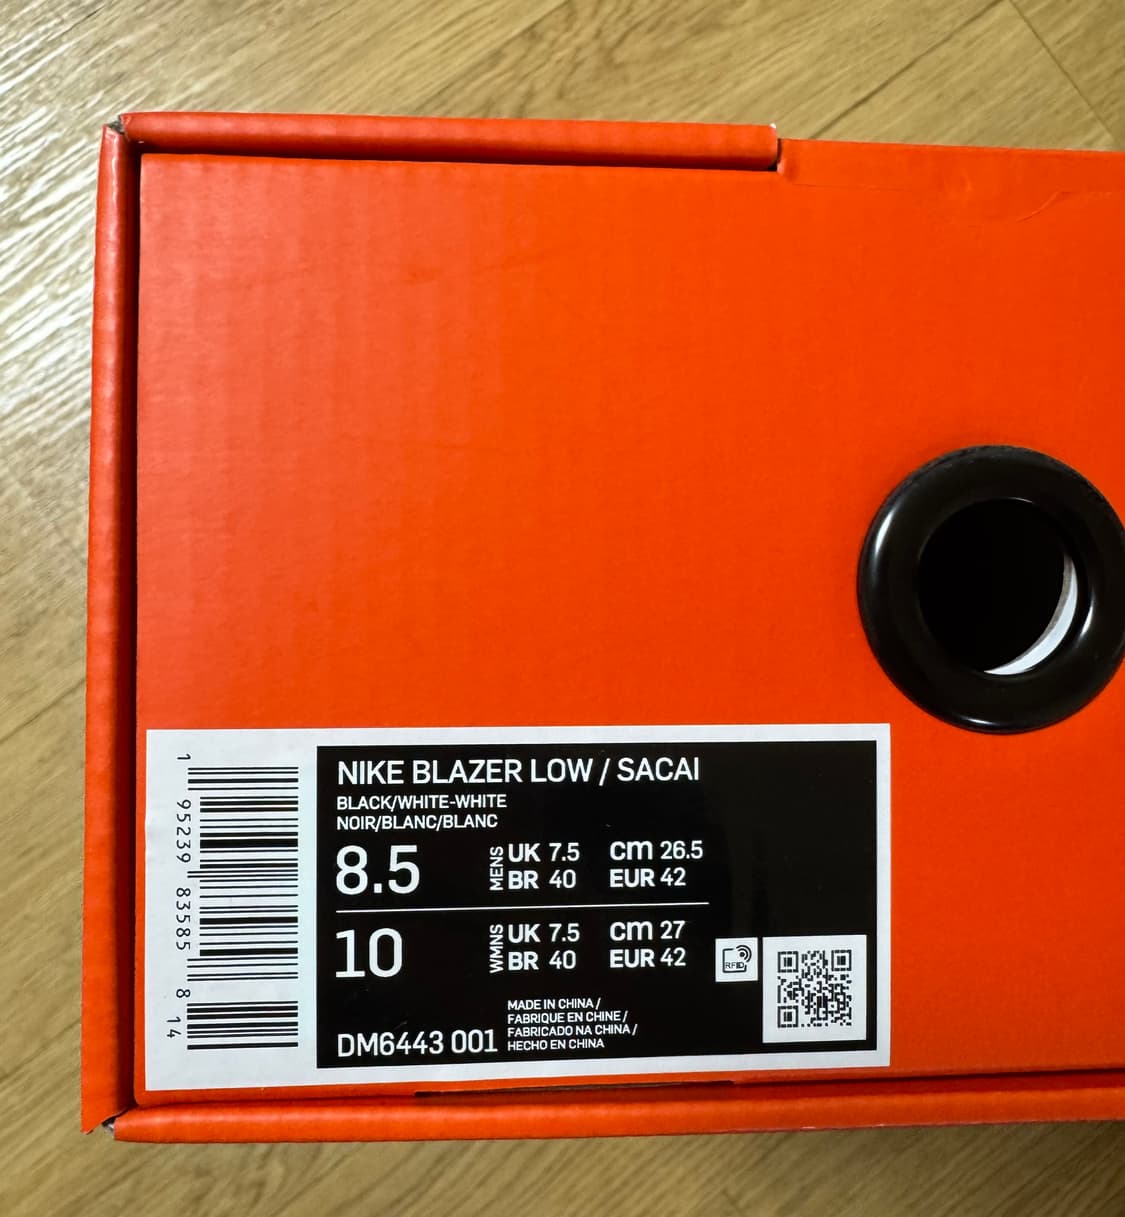 NIKE BLAZER LOW / SACAI
BLACK/WHITE-WHITE
NOIR/BLANC/BLANC
8.5
MENS
UK 7.5 cm 26.5
BR 40 EUR 42
10
WMNS
UK 7.5 cm 27
BR 40 EUR 42
RFID
MADE IN CHINA /
FABRIQUE EN CHINE /
FABRICADO NA CHINA /
HECHO EN CHINA
DM6443 001
1 95239 83585 8 14